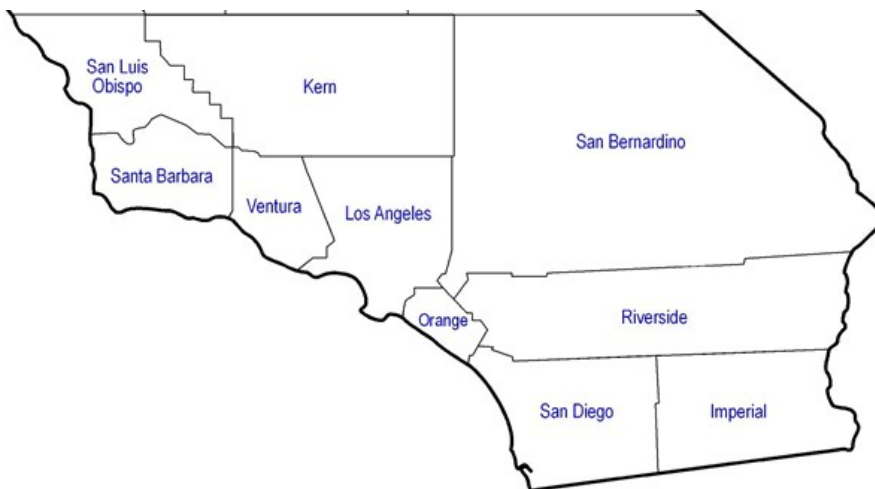 San Luis
Obispo
Kern
San Bernardino
Santa Barbara
Ventura
Los Angeles
Orange
Riverside
San Diego
Imperial